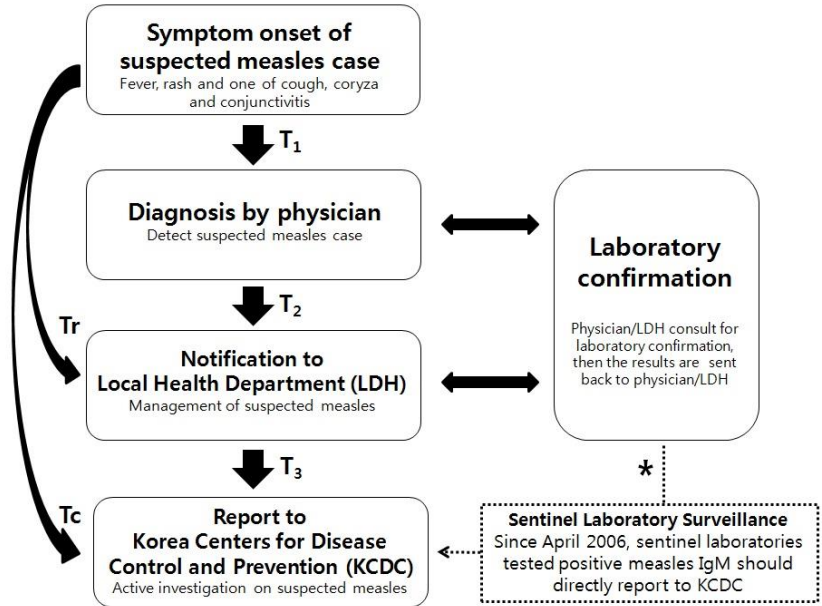 Symptom onset of
suspected measles case
Fever, rash and one of cough, coryza
and conjunctivitis
T1
Diagnosis by physician
Detect suspected measles case
T2
Tr
Notification to
Local Health Department (LDH)
Management of suspected measles
T3
Tc
Report to
Korea Centers for Disease
Control and Prevention (KCDC)
Active investigation on suspected measles
Laboratory
confirmation
Physician/LDH consult for
laboratory confirmation,
then the results are sent
back to physician/LDH
*
Sentinel Laboratory Surveillance
Since April 2006, sentinel laboratories
tested positive measles IgM should
directly report to KCDC